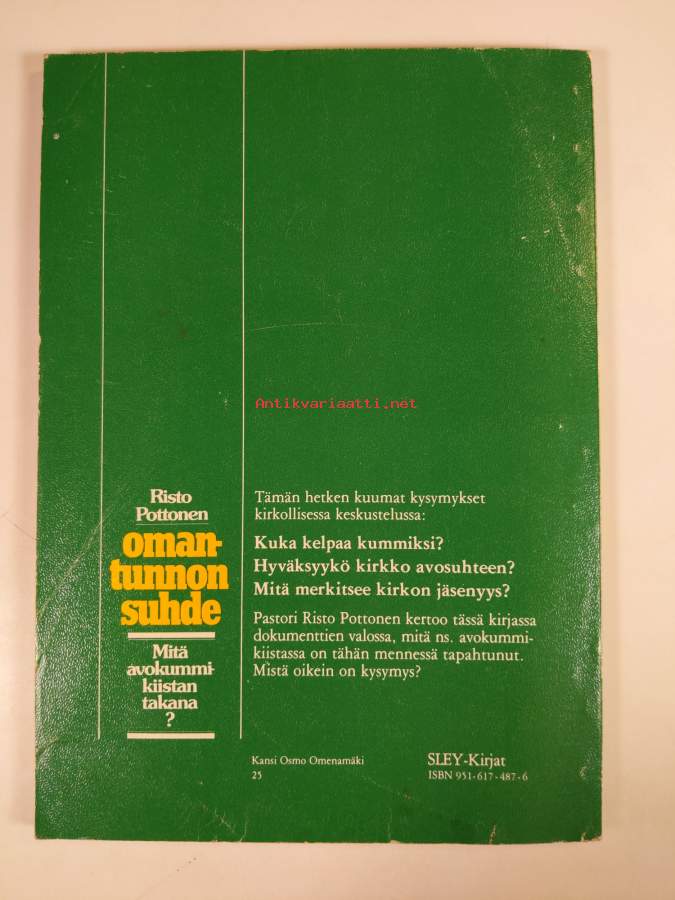 Antikvariaatti.net
Risto
Pottonen
oman-
tunnon
suhde
Mitä
avokummi-
kiistan
takana
?
Tämän hetken kuumat kysymykset
kirkollisessa keskustelussa:
Kuka kelpaa kummiksi?
Hyväksyykö kirkko avosuhteen?
Mitä merkitsee kirkon jäsenyys?
Pastori Risto Pottonen kertoo tässä kirjassa
dokumenttien valossa, mitä ns. avokummi-
kiistassa on tähän mennessä tapahtunut.
Mistä oikein on kysymys?
Kansi Osmo Omenamäki
25
SLEY-Kirjat
ISBN 951-617-487-6